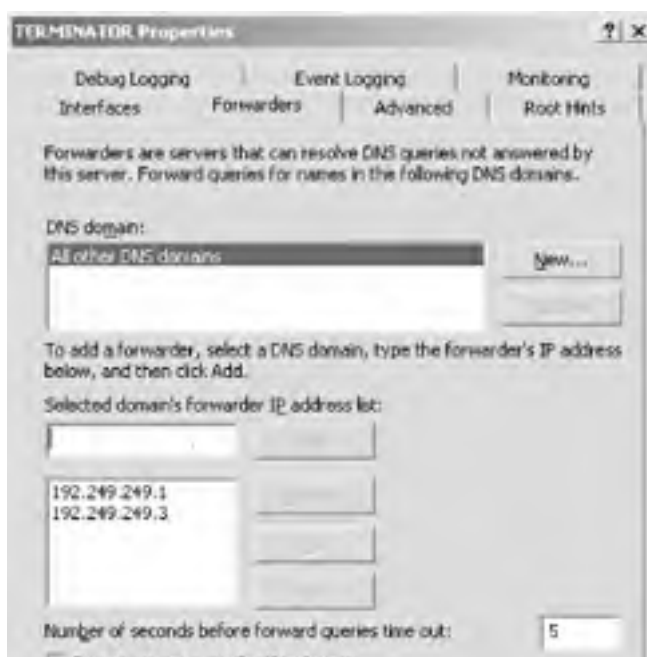 TERMINATOR Properties
? ×
Debug Logging Event Logging Monitoring
Interfaces Forwarders Advanced Root Hints
Forwarders are servers that can resolve DNS queries not answered by
this server. Forward queries for names in the following DNS domains.
DNS domain:
All other DNS domains
New...
To add a forwarder, select a DNS domain, type the forwarder's IP address
below, and then click Add.
Selected domain's forwarder IP address list:
192.249.249.1
192.249.249.3
Number of seconds before forward queries time out: 5